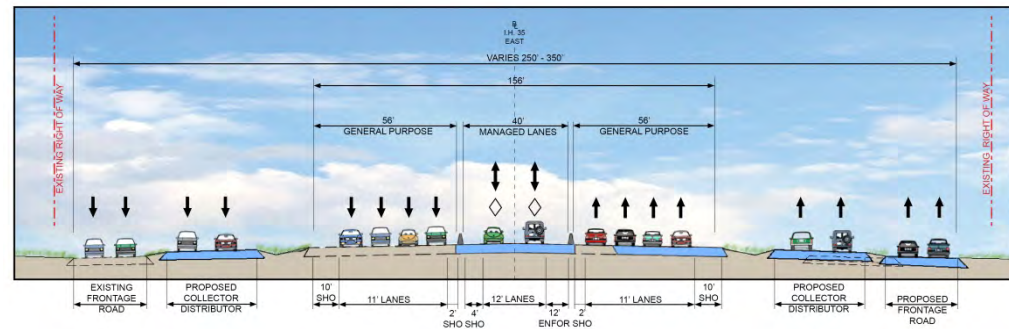 ℄
I.H. 35
EAST
VARIES 250' - 350'
156'
56'
GENERAL PURPOSE
40'
MANAGED LANES
56'
GENERAL PURPOSE
EXISTING RIGHT OF WAY
EXISTING RIGHT OF WAY
EXISTING
FRONTAGE
ROAD
PROPOSED
COLLECTOR
DISTRIBUTOR
10'
SHO
11' LANES
2'
SHO
4'
SHO
12' LANES
12'
ENFOR
2'
SHO
11' LANES
10'
SHO
PROPOSED
COLLECTOR
DISTRIBUTOR
PROPOSED
FRONTAGE
ROAD